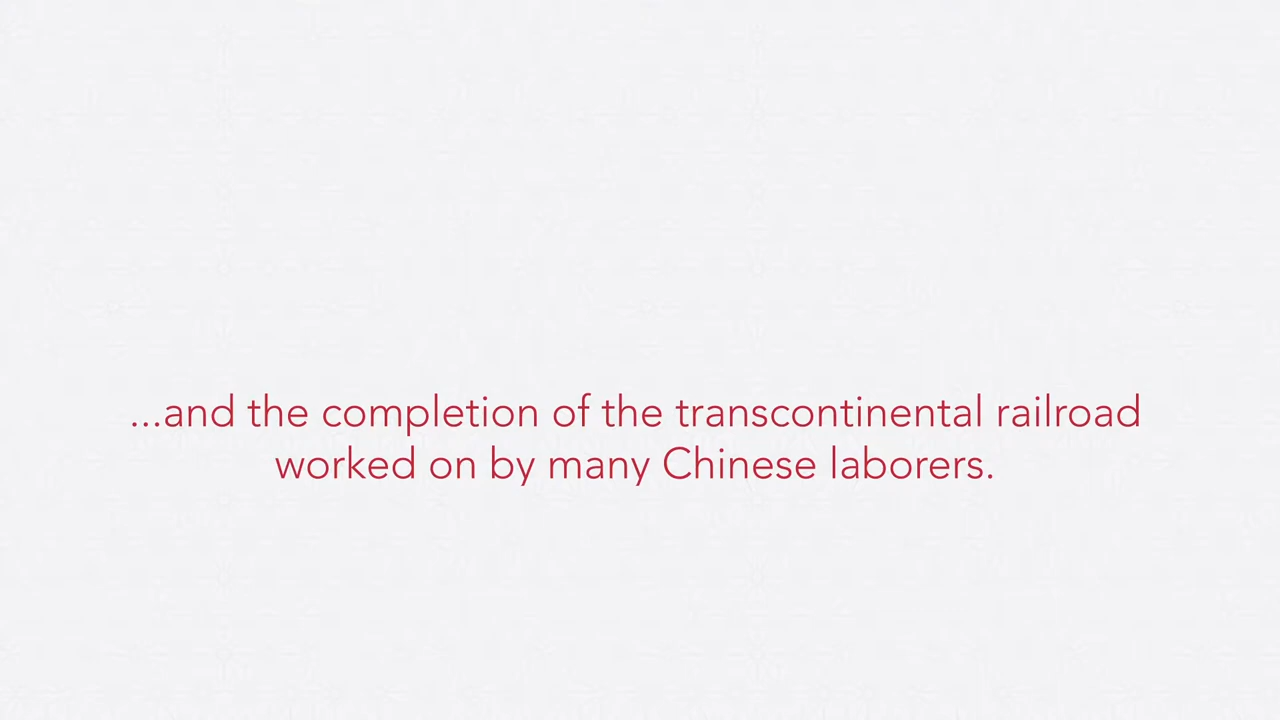 ...and the completion of the transcontinental railroad
worked on by many Chinese laborers.